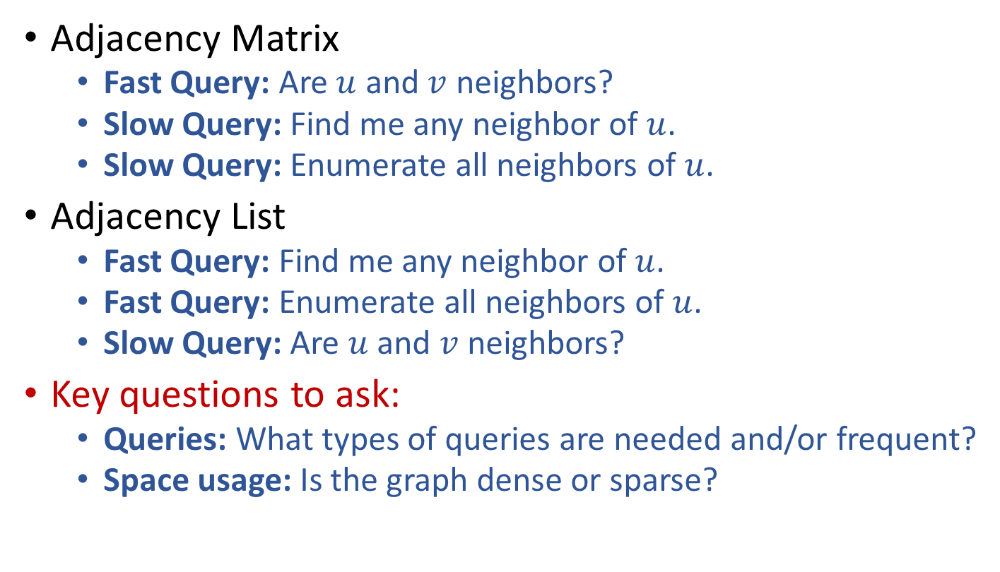 • Adjacency Matrix
• Fast Query: Are 𝑢 and 𝑣 neighbors?
• Slow Query: Find me any neighbor of 𝑢.
• Slow Query: Enumerate all neighbors of 𝑢.
• Adjacency List
• Fast Query: Find me any neighbor of 𝑢.
• Fast Query: Enumerate all neighbors of 𝑢.
• Slow Query: Are 𝑢 and 𝑣 neighbors?
• Key questions to ask:
• Queries: What types of queries are needed and/or frequent?
• Space usage: Is the graph dense or sparse?